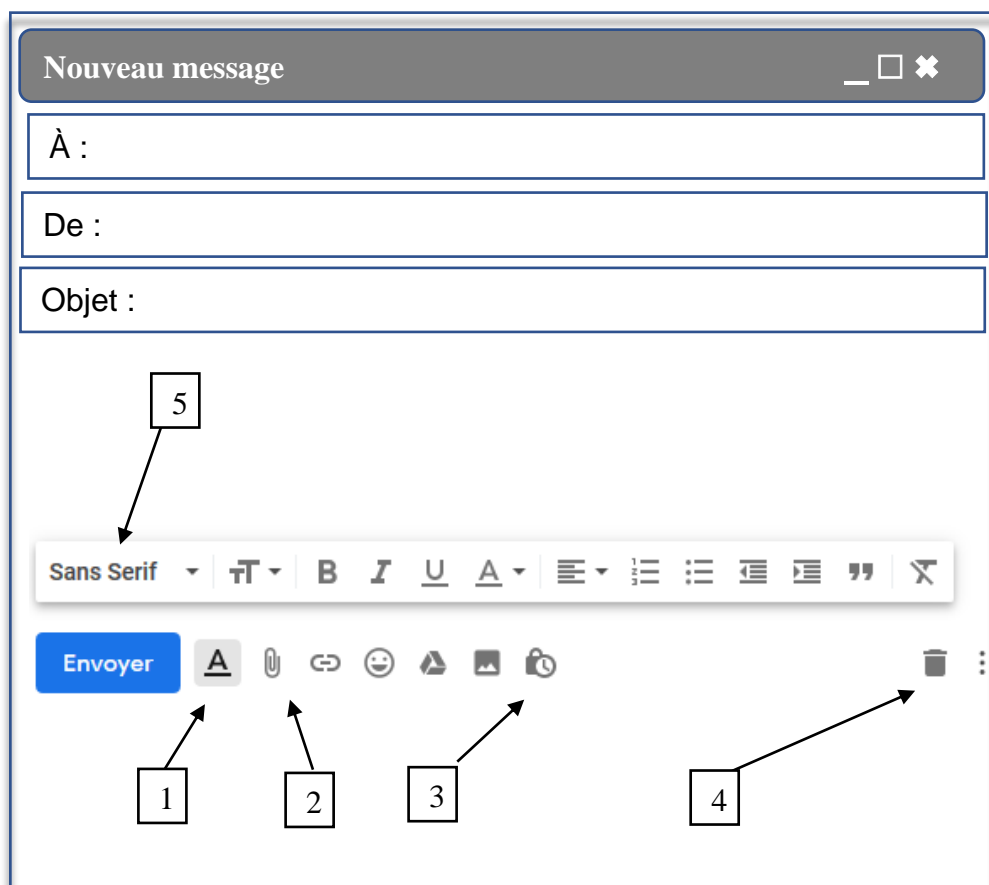 Nouveau message
À :
De :
Objet :
5
Sans Serif
B I U A
Envoyer A
1 2 3 4